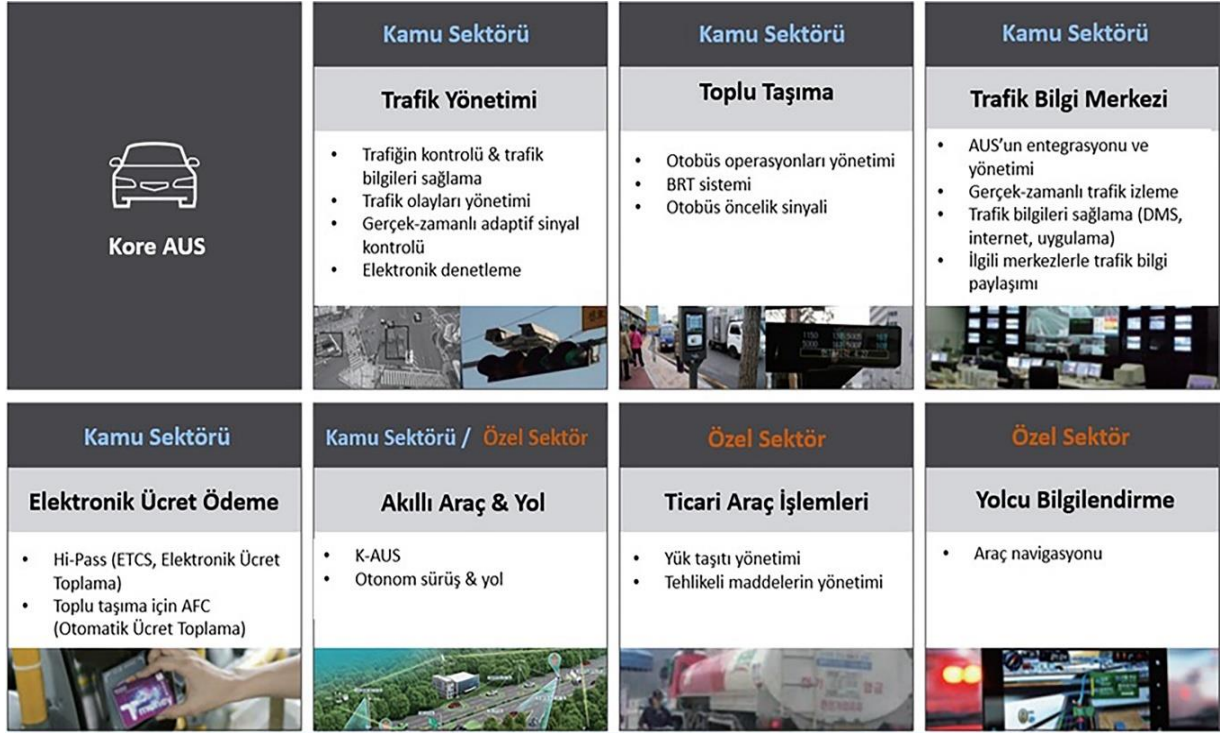 Kore AUS
Kamu Sektörü
Trafik Yönetimi
• Trafiğin kontrolü & trafik
bilgileri sağlama
• Trafik olayları yönetimi
• Gerçek-zamanlı adaptif sinyal
kontrolü
• Elektronik denetleme
Kamu Sektörü
Toplu Taşıma
• Otobüs operasyonları yönetimi
• BRT sistemi
• Otobüs öncelik sinyali
Kamu Sektörü
Trafik Bilgi Merkezi
• AUS’un entegrasyonu ve
yönetimi
• Gerçek-zamanlı trafik izleme
• Trafik bilgileri sağlama (DMS,
internet, uygulama)
• İlgili merkezlerle trafik bilgi
paylaşımı
Kamu Sektörü
Elektronik Ücret Ödeme
• Hi-Pass (ETCS, Elektronik Ücret
Toplama)
• Toplu taşıma için AFC
(Otomatik Ücret Toplama)
Kamu Sektörü / Özel Sektör
Akıllı Araç & Yol
• K-AUS
• Otonom sürüş & yol
Özel Sektör
Ticari Araç İşlemleri
• Yük taşıtı yönetimi
• Tehlikeli maddelerin yönetimi
Özel Sektör
Yolcu Bilgilendirme
• Araç navigasyonu